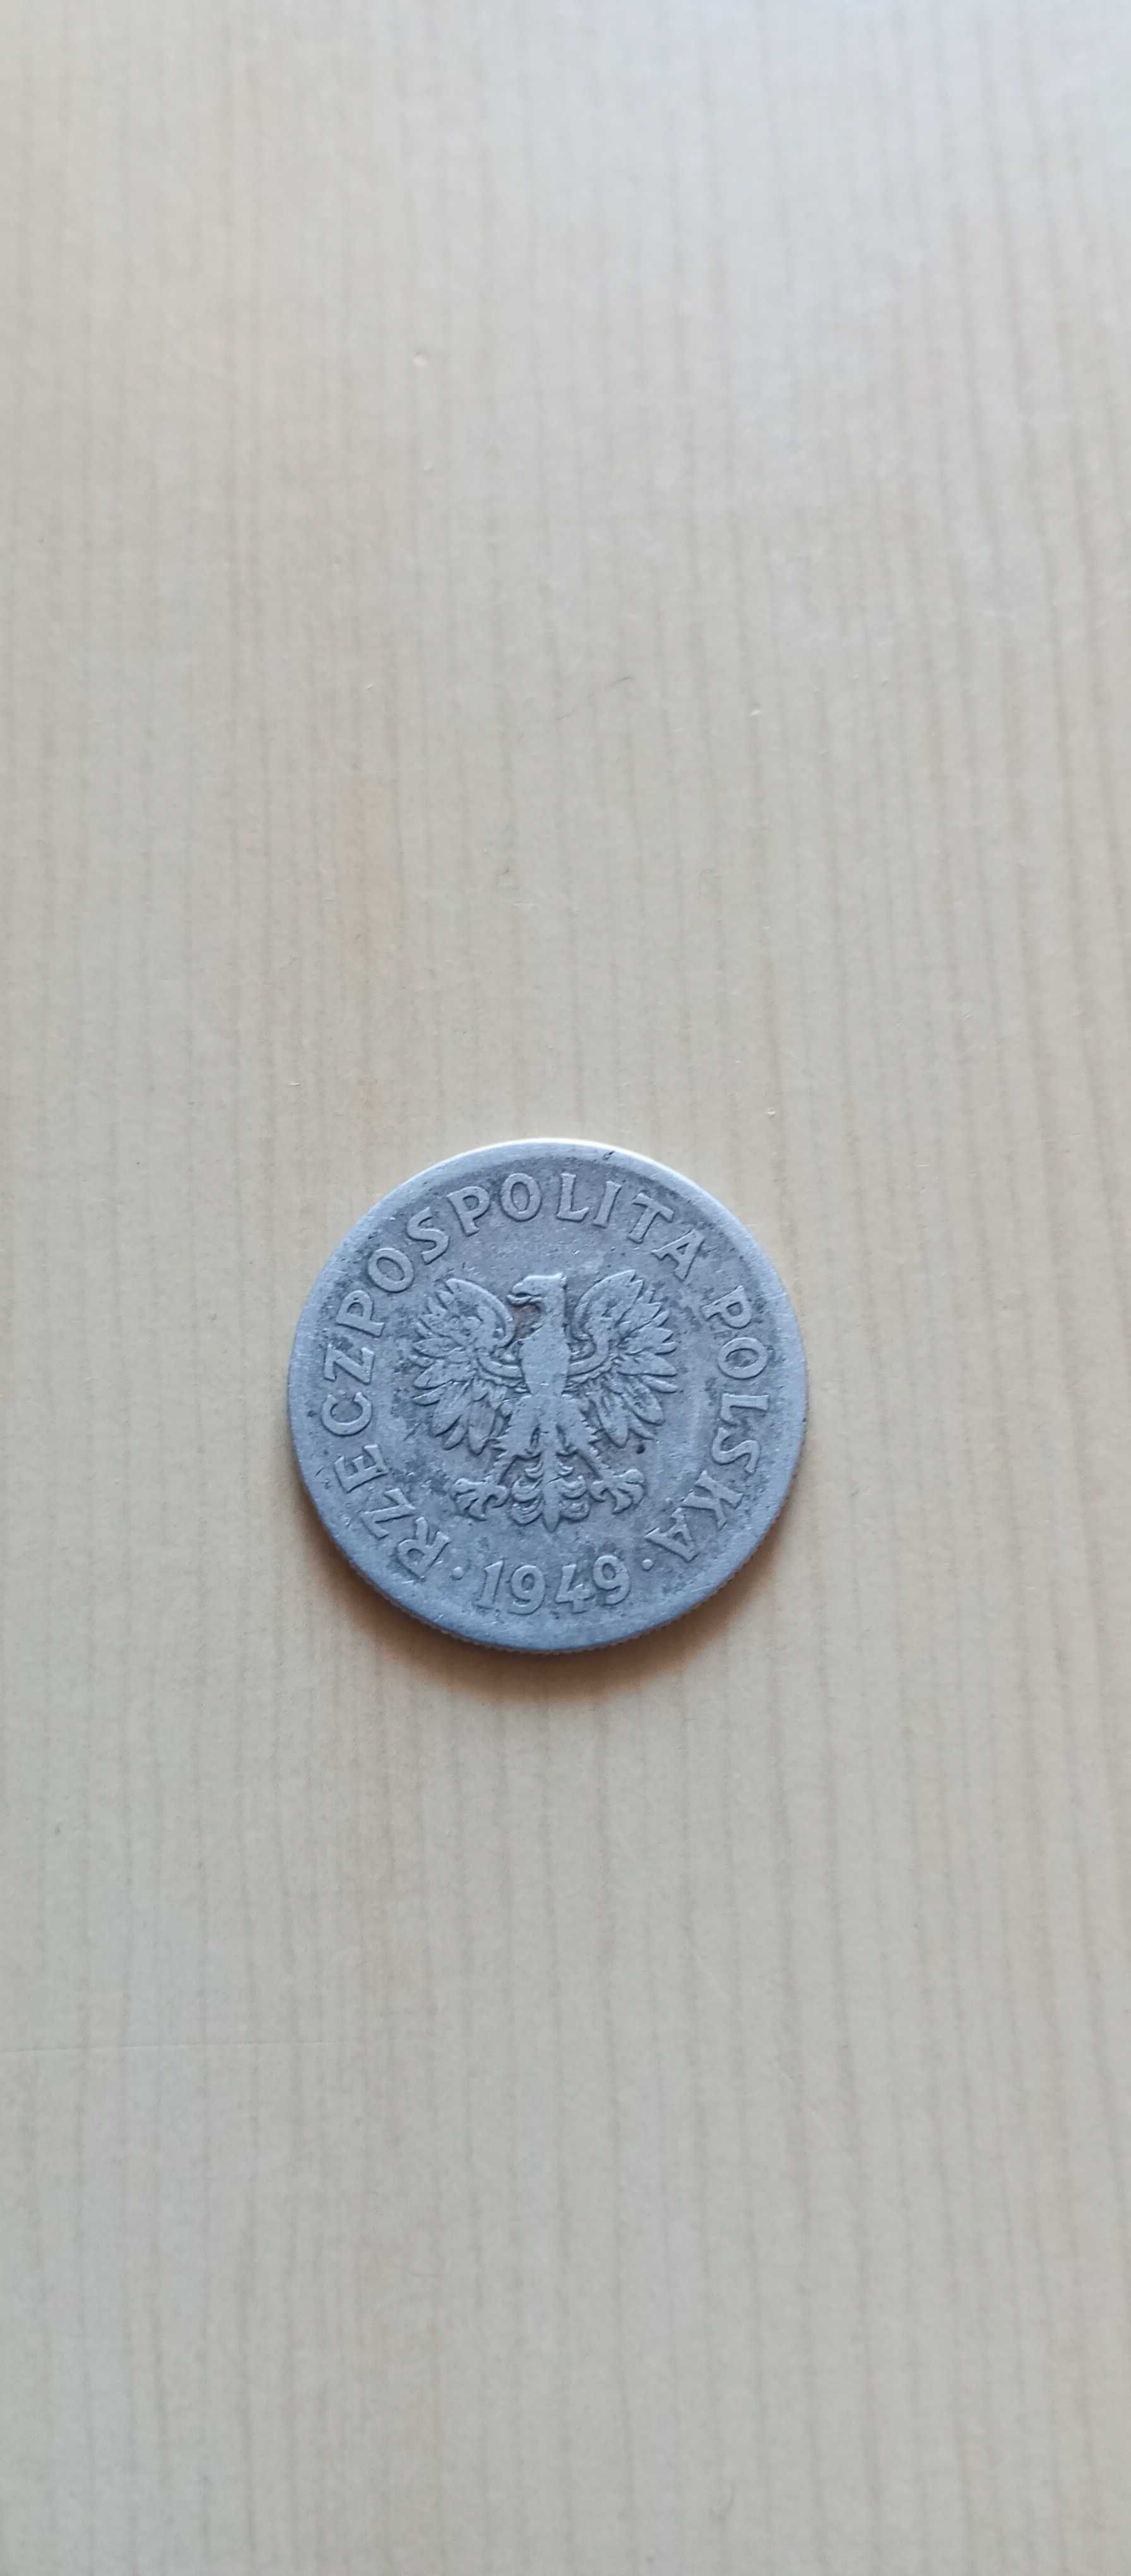 RZECZPOSPOLITA POLSKA
· 1949 ·